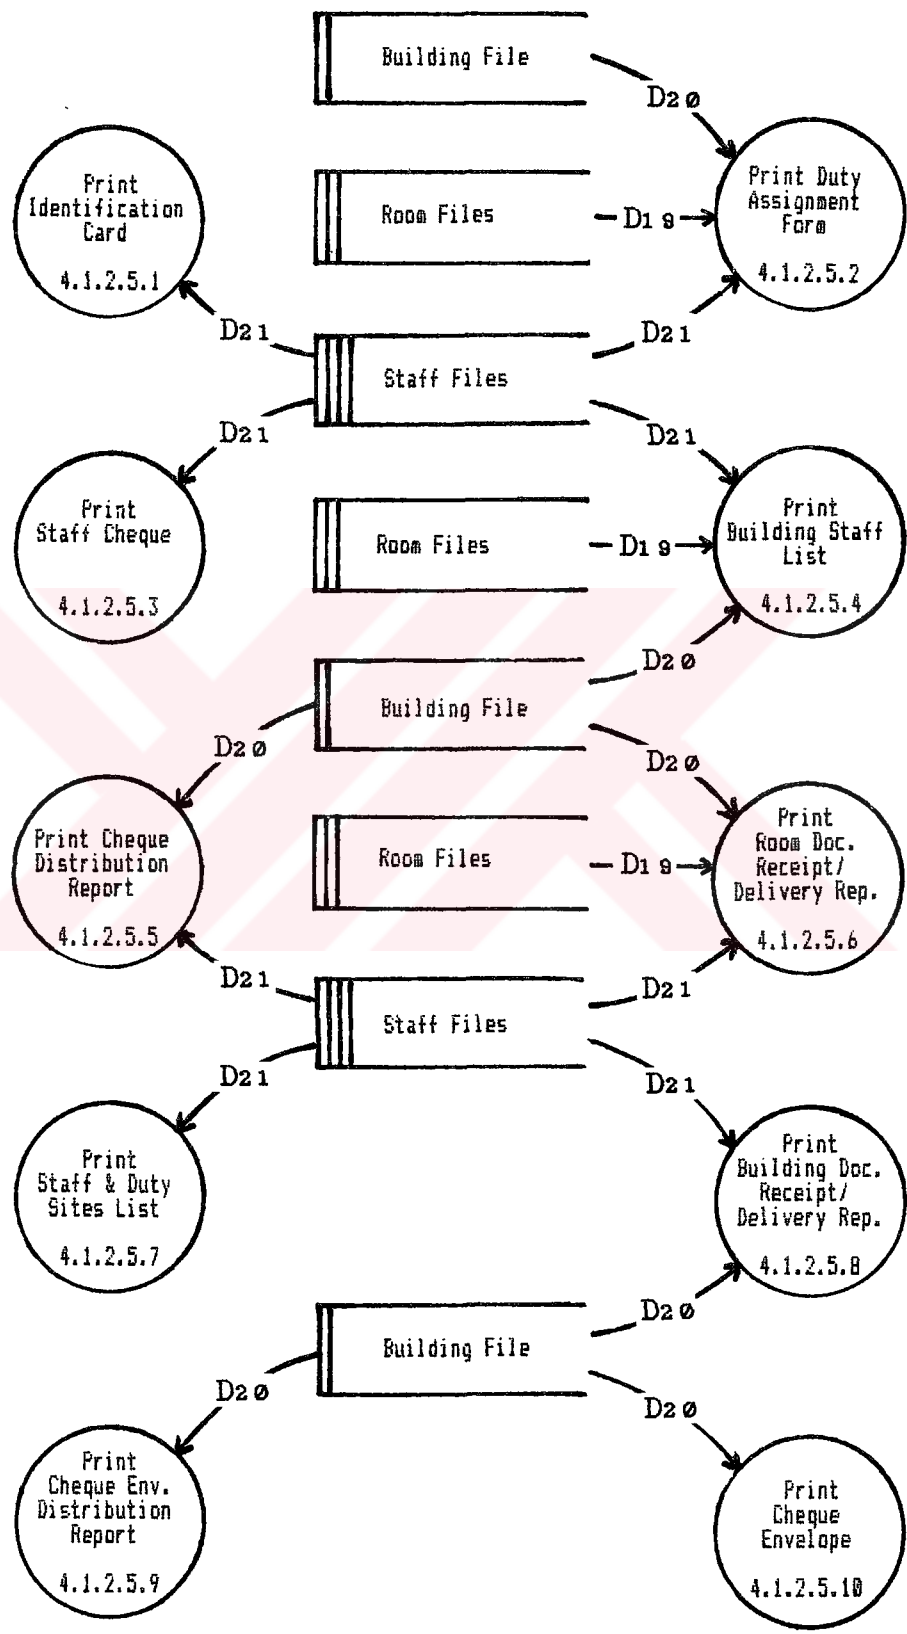 Building File
D20
Print
Identification
Card
4.1.2.5.1
Room Files
D19
Print Duty
Assignment
Form
4.1.2.5.2
D21
D21
Staff Files
D21
D21
Print
Staff Cheque
4.1.2.5.3
Room Files
D19
Print
Building Staff
List
4.1.2.5.4
D20
Building File
D20
D20
Print Cheque
Distribution
Report
4.1.2.5.5
Room Files
D19
Print
Room Doc.
Receipt/
Delivery Rep.
4.1.2.5.6
D21
D21
Staff Files
D21
D21
Print
Staff & Duty
Sites List
4.1.2.5.7
Print
Building Doc.
Receipt/
Delivery Rep.
4.1.2.5.8
D20
Building File
D20
D20
Print
Cheque Env.
Distribution
Report
4.1.2.5.9
Print
Cheque
Envelope
4.1.2.5.10